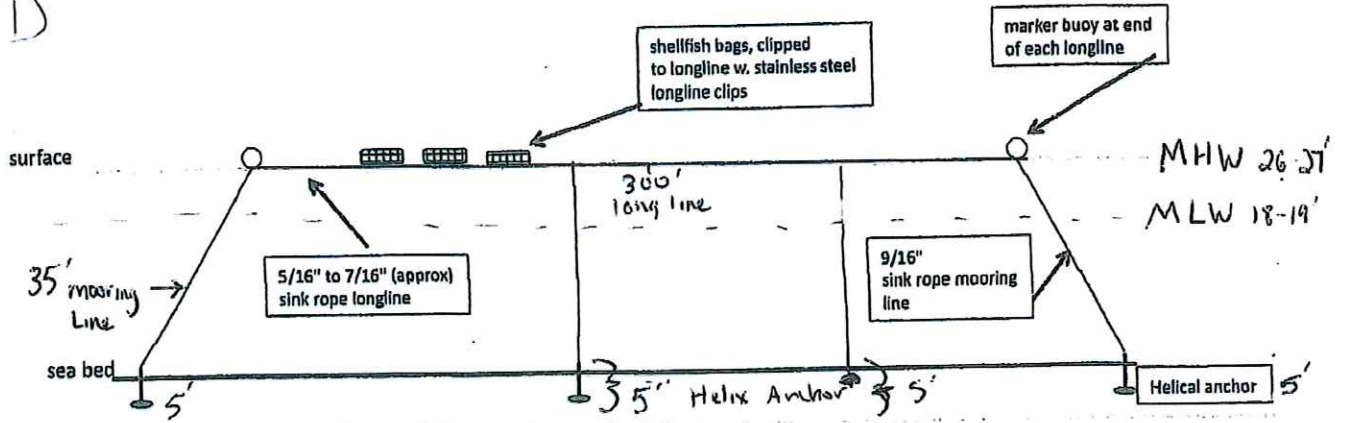 D
shellfish bags, clipped
to longline w. stainless steel
longline clips
marker buoy at end
of each longline
surface
MHW 26-27'
300'
long line
MLW 18-19'
35' mooring
Line
5/16" to 7/16" (approx)
sink rope longline
9/16"
sink rope mooring
line
sea bed
5'
5' Helix Anchor 5'
Helical anchor 5'